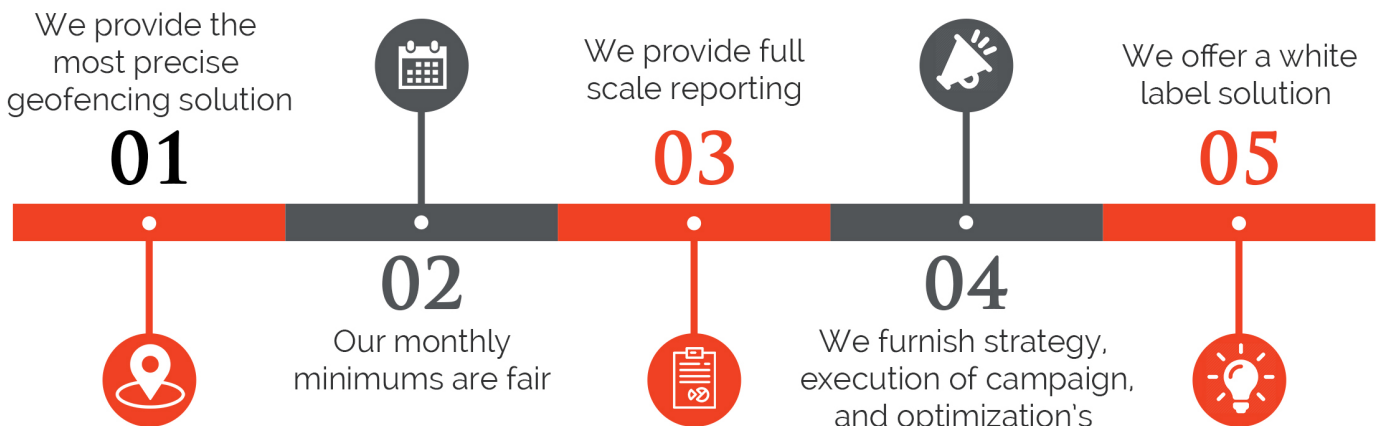 We provide the
most precise
geofencing solution
01
02
Our monthly
minimums are fair
We provide full
scale reporting
03
04
We furnish strategy,
execution of campaign,
and optimization's
We offer a white
label solution
05